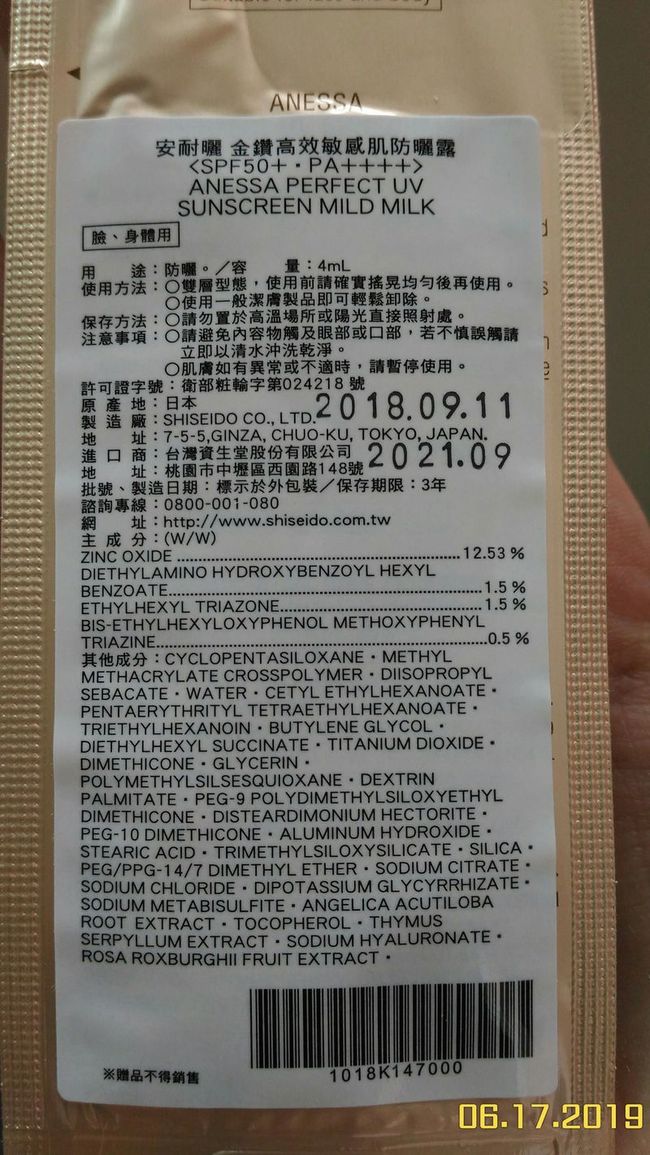 ANESSA
安耐曬 金鑽高效敏感肌防曬露
<SPF50+・PA++++>
ANESSA PERFECT UV
SUNSCREEN MILD MILK
臉、身體用
用 途：防曬。／容 量：4mL
使用方法：○雙層型態，使用前請確實搖晃均勻後再使用。
○使用一般潔膚製品即可輕鬆卸除。
保存方法：○請勿置於高溫場所或陽光直接照射處。
注意事項：○請避免內容物觸及眼部或口部，若不慎誤觸請
立即以清水沖洗乾淨。
○肌膚如有異常或不適時，請暫停使用。
許可證字號：衛部粧輸字第024218 號
原 產 地：日本
製 造 廠：SHISEIDO CO., LTD. 2018.09.11
地 址：7-5-5,GINZA, CHUO-KU, TOKYO, JAPAN.
進 口 商：台灣資生堂股份有限公司 2021.09
地 址：桃園市中壢區西園路148號
批號、製造日期：標示於外包裝／保存期限：3年
諮詢專線：0800-001-080
網 址：http://www.shiseido.com.tw
主 成 分：(W/W)
ZINC OXIDE ........ 12.53 %
DIETHYLAMINO HYDROXYBENZOYL HEXYL
BENZOATE........ 1.5 %
ETHYLHEXYL TRIAZONE........ 1.5 %
BIS-ETHYLHEXYLOXYPHENOL METHOXYPHENYL
TRIAZINE........0.5 %
其他成分：CYCLOPENTASILOXANE・METHYL
METHACRYLATE CROSSPOLYMER・DIISOPROPYL
SEBACATE・WATER・CETYL ETHYLHEXANOATE・
PENTAERYTHRITYL TETRAETHYLHEXANOATE・
TRIETHYLHEXANOIN・BUTYLENE GLYCOL・
DIETHYLHEXYL SUCCINATE・TITANIUM DIOXIDE・
DIMETHICONE・GLYCERIN・
POLYMETHYLSILSESQUIOXANE・DEXTRIN
PALMITATE・PEG-9 POLYDIMETHYLSILOXYETHYL
DIMETHICONE・DISTEARDIMONIUM HECTORITE・
PEG-10 DIMETHICONE・ALUMINUM HYDROXIDE・
STEARIC ACID・TRIMETHYLSILOXYSILICATE・SILICA・
PEG/PPG-14/7 DIMETHYL ETHER・SODIUM CITRATE・
SODIUM CHLORIDE・DIPOTASSIUM GLYCYRRHIZATE・
SODIUM METABISULFITE・ANGELICA ACUTILOBA
ROOT EXTRACT・TOCOPHEROL・THYMUS
SERPYLLUM EXTRACT・SODIUM HYALURONATE・
ROSA ROXBURGHII FRUIT EXTRACT・
1018K147000
※贈品不得銷售
06.17.2019